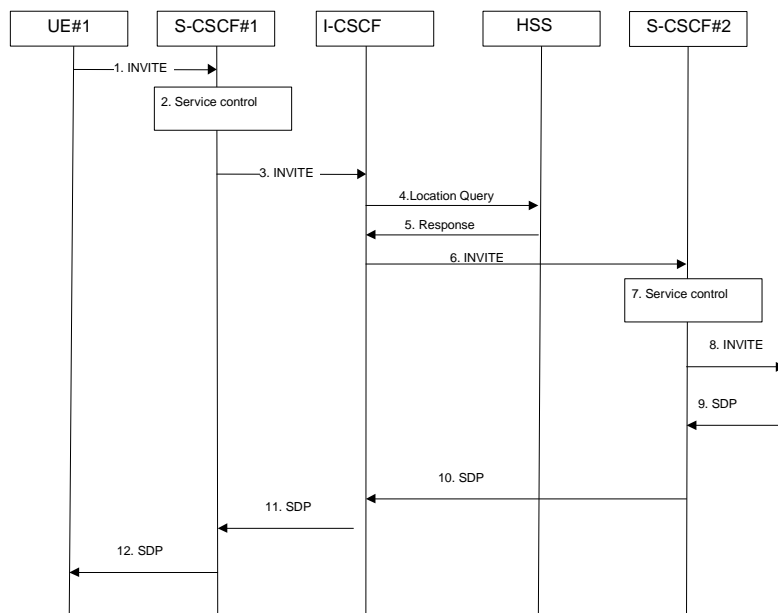 UE#1
S-CSCF#1
I-CSCF
HSS
S-CSCF#2
1. INVITE
2. Service control
3. INVITE
4.Location Query
5. Response
6. INVITE
7. Service control
8. INVITE
9. SDP
10. SDP
11. SDP
12. SDP